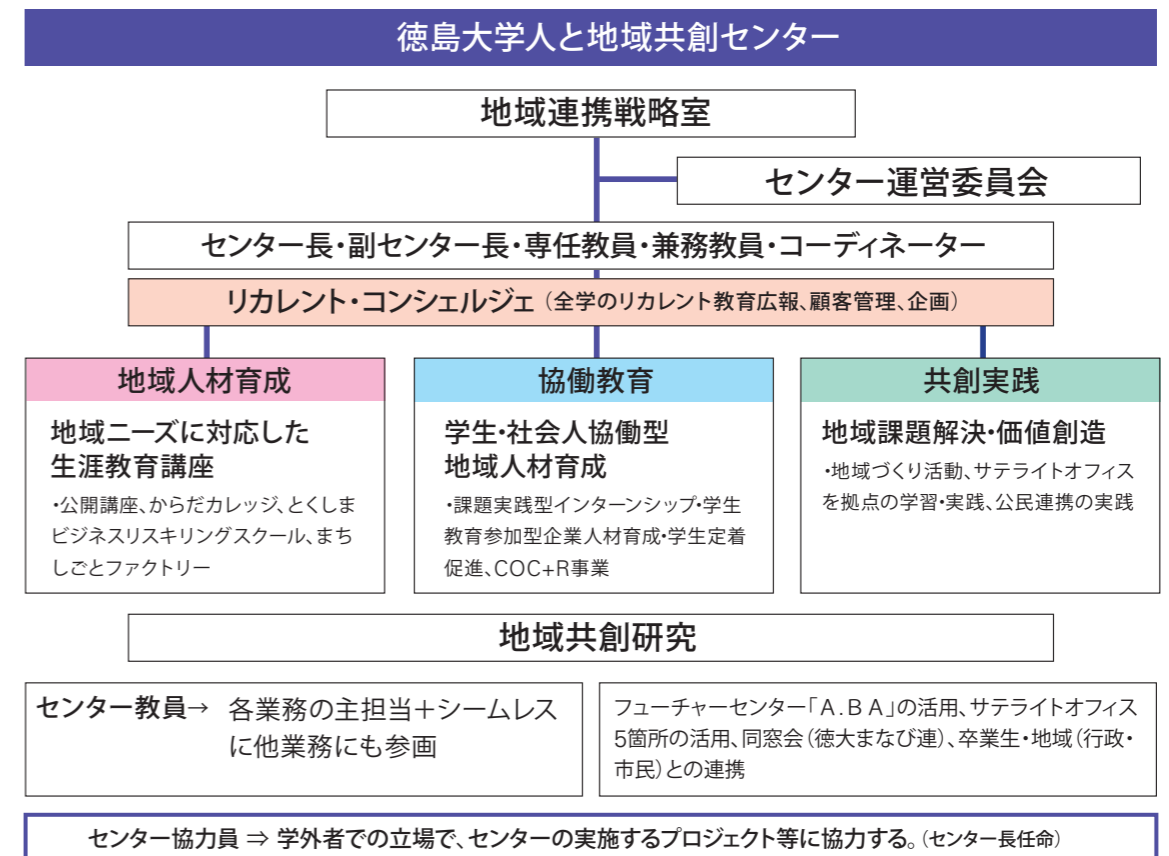 徳島大学人と地域共創センター
地域連携戦略室
センター運営委員会
センター長・副センター長・専任教員・兼務教員・コーディネーター
リカレント・コンシェルジェ(全学のリカレント教育広報、顧客管理、企画)
地域人材育成
地域ニーズに対応した
生涯教育講座
・公開講座、からだカレッジ、とくしま
ビジネスリスキリングスクール、まち
しごとファクトリー
協働教育
学生・社会人協働型
地域人材育成
・課題実践型インターンシップ・学生
教育参加型企業人材育成・学生定着
促進、COC+R事業
共創実践
地域課題解決・価値創造
・地域づくり活動、サテライトオフィス
を拠点の学習・実践、公民連携の実践
地域共創研究
センター教員→ 各業務の主担当+シームレス
に他業務にも参画
フューチャーセンター「A.BA」の活用、サテライトオフィス
5箇所の活用、同窓会(徳大まなび連)、卒業生・地域(行政・
市民)との連携
センター協力員 ⇒ 学外者での立場で、センターの実施するプロジェクト等に協力する。(センター長任命)